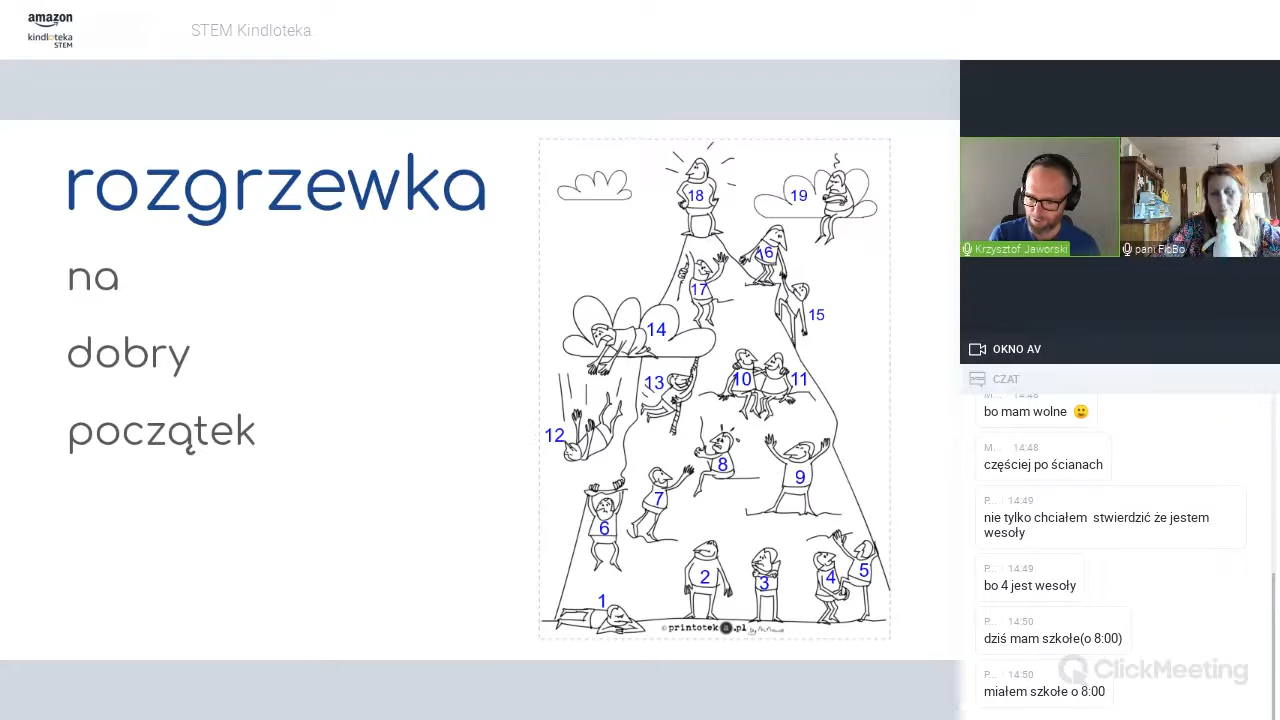 amazon
kindloteka
STEM
STEM Kindloteka
rozgrzewka
na
dobry
początek
18
19
16
17
15
14
13
10
11
12
8
9
7
6
2
3
4
5
1
©printoteka.pl
Krzysztof Jaworski
pani FloBo
OKNO AV
CZAT
M... 14:48
bo mam wolne 🙂
M... 14:48
częściej po ścianach
P... 14:49
nie tylko chciałem stwierdzić że jestem
wesoły
P... 14:49
bo 4 jest wesoły
P... 14:50
dziś mam szkołe(o 8:00)
P... 14:50
miałem szkołe o 8:00
ClickMeeting